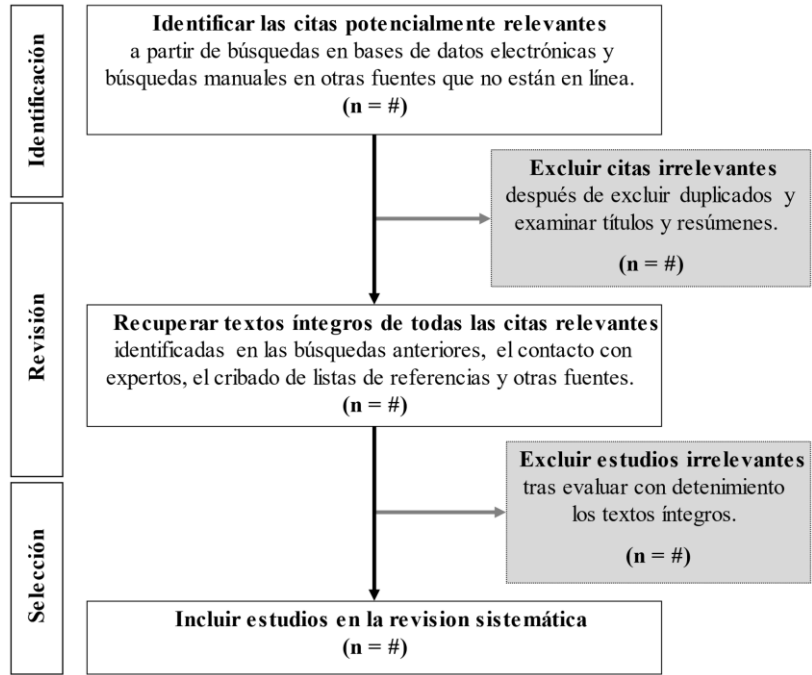 Identificación
Identificar las citas potencialmente relevantes
a partir de búsquedas en bases de datos electrónicas y
búsquedas manuales en otras fuentes que no están en línea.
(n = #)
Excluir citas irrelevantes
después de excluir duplicados y
examinar títulos y resúmenes.
(n = #)
Revisión
Recuperar textos íntegros de todas las citas relevantes
identificadas en las búsquedas anteriores, el contacto con
expertos, el cribado de listas de referencias y otras fuentes.
(n = #)
Excluir estudios irrelevantes
tras evaluar con detenimiento
los textos íntegros.
(n = #)
Selección
Incluir estudios en la revision sistemática
(n = #)